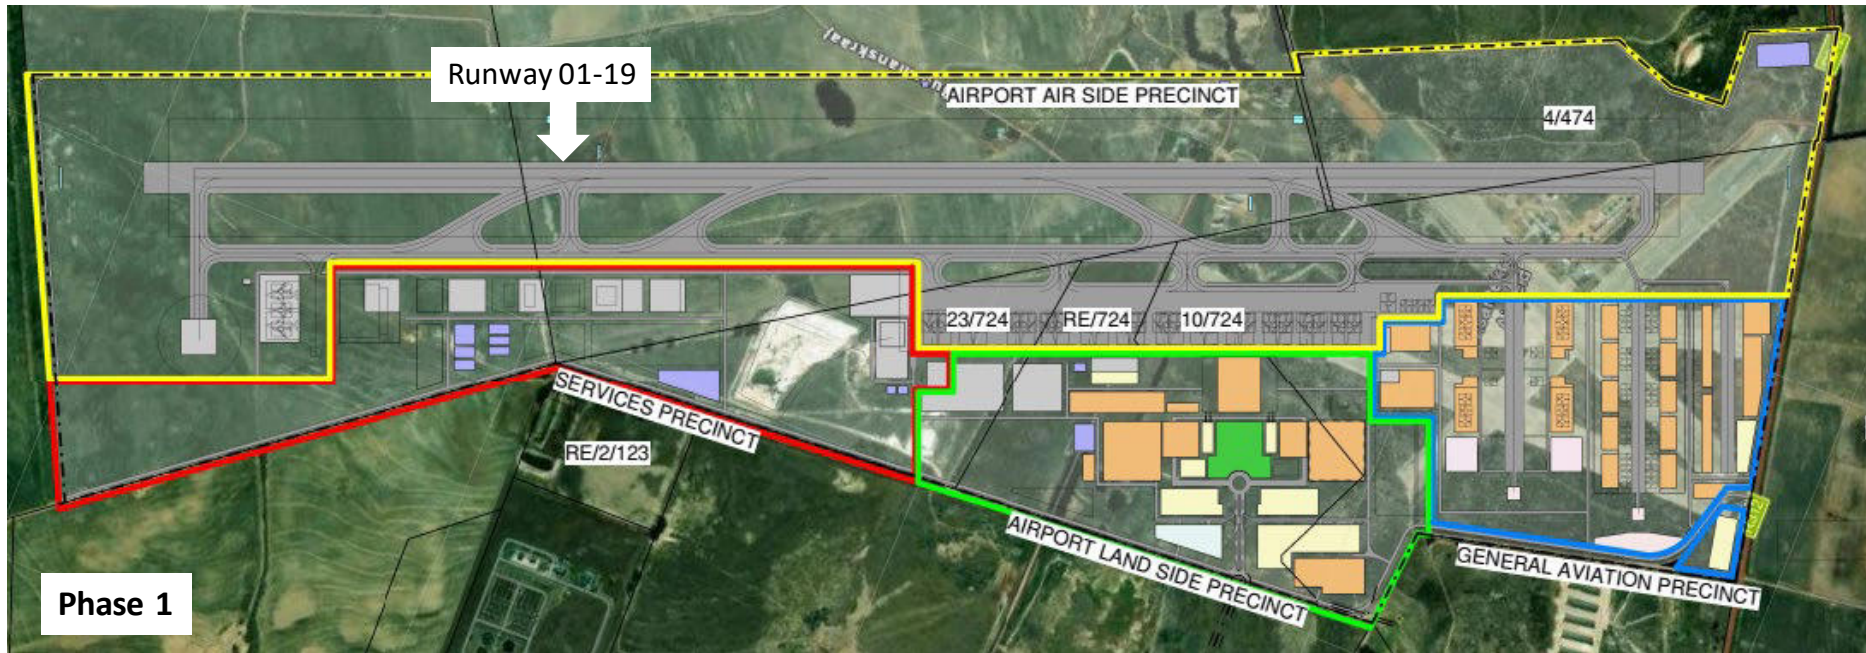 Runway 01-19
AIRPORT AIR SIDE PRECINCT
4/474
23/724
RE/724
10/724
SERVICES PRECINCT
RE/2/123
R312
AIRPORT LAND SIDE PRECINCT
GENERAL AVIATION PRECINCT
Phase 1